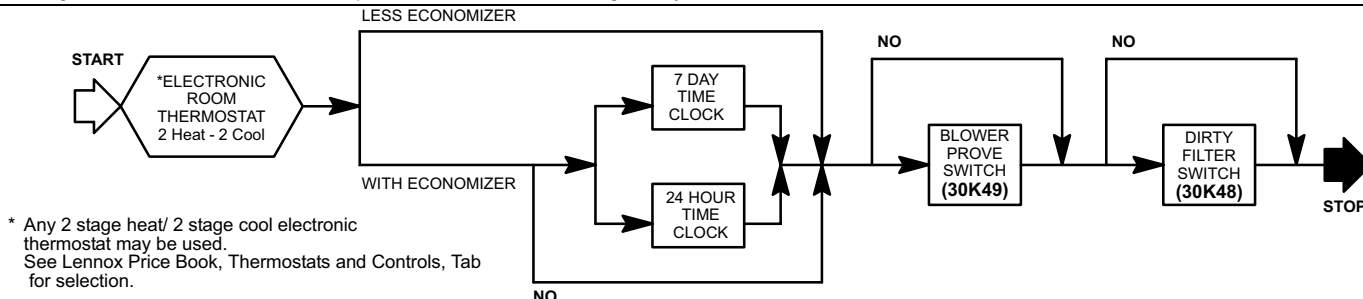 LESS ECONOMIZER
START
*ELECTRONIC
ROOM
THERMOSTAT
2 Heat - 2 Cool
WITH ECONOMIZER
7 DAY
TIME
CLOCK
24 HOUR
TIME
CLOCK
NO
NO
BLOWER
PROVE
SWITCH
(30K49)
NO
DIRTY
FILTER
SWITCH
(30K48)
STOP
* Any 2 stage heat/ 2 stage cool electronic
thermostat may be used.
See Lennox Price Book, Thermostats and Controls, Tab
for selection.